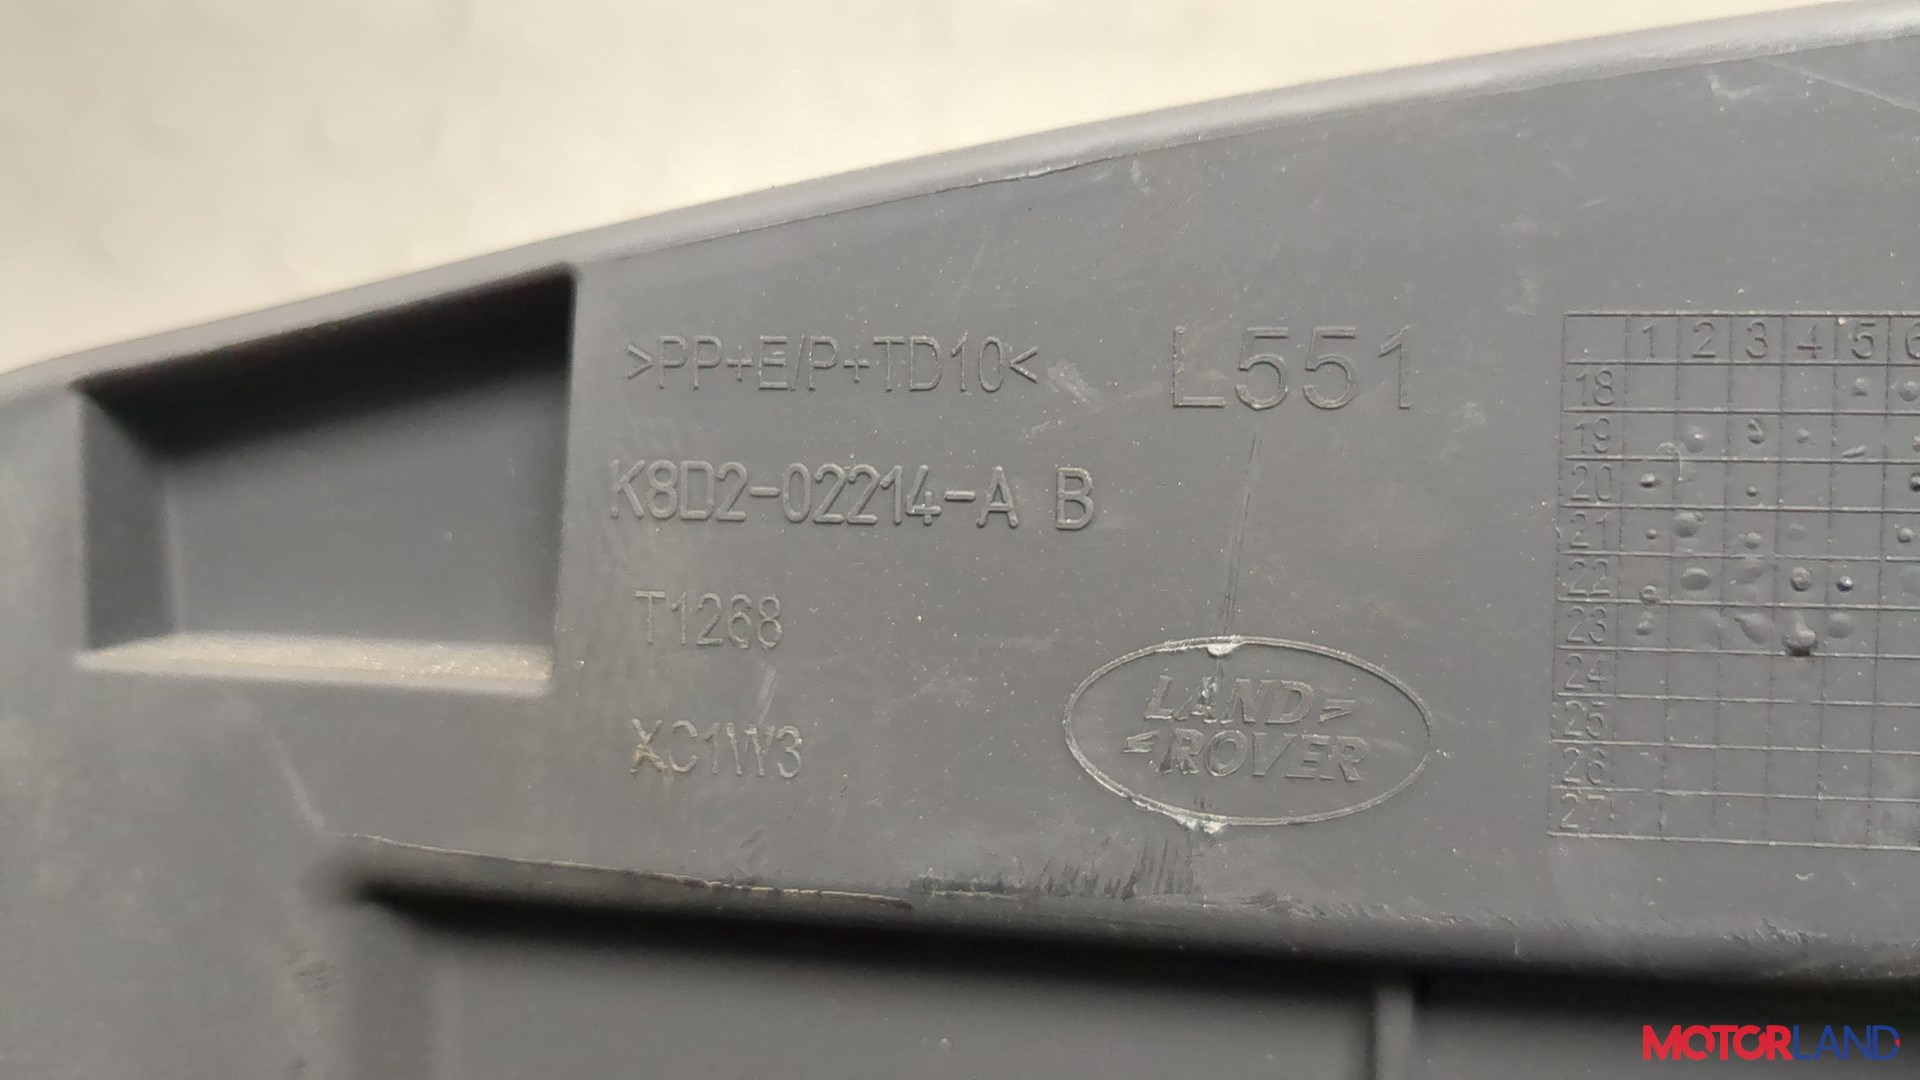 >PP+E/P+TD10<
L551
K8D2-02214-A B
T1268
XC1W3
LAND
ROVER
1 2 3 4 5 6
18
19
20
21
22
23
24
25
26
27
MOTORLAND